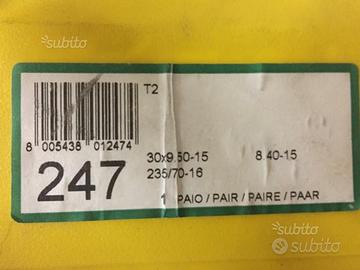 subito
subito
T2
8 005438 012474
247
30x9.50-15 8.40-15
235/70-16
1 PAIO / PAIR / PAIRE / PAAR
subito
subito